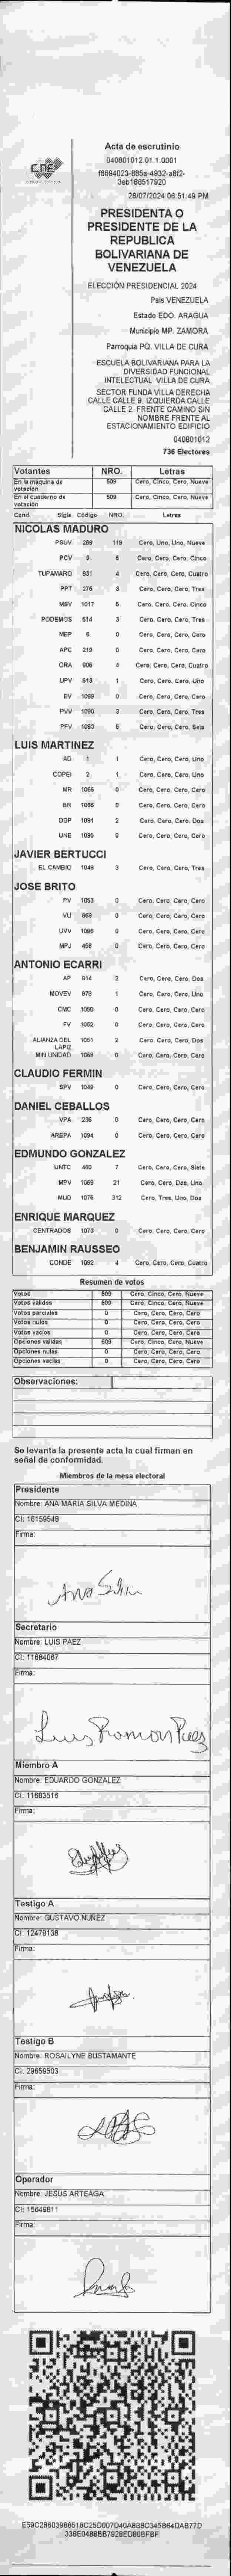 CNE
Acta de escrutinio
040801012.01.1.0001
28/07/2024 06:51:49 PM
PRESIDENTA O
PRESIDENTE DE LA
REPUBLICA
BOLIVARIANA DE
VENEZUELA
ELECCIÓN PRESIDENCIAL 2024
Pais VENEZUELA
Estado EDO. ARAGUA
Municipio MP. ZAMORA
Parroquia PQ. VILLA DE CURA
ESCUELA BOLIVARIANA PARA LA
DIVERSIDAD FUNCIONAL
INTELECTUAL VILLA DE CURA
SECTOR FUNDA VILLA DERECHA
CALLE CALLE 9. IZQUIERDA CALLE
CALLE 2. FRENTE CAMINO SIN
NOMBRE FRENTE AL
ESTACIONAMIENTO EDIFICIO
040801012
736 Electores
Votantes NRO. Letras
En la máquina de votación 509 Cero, Cinco, Cero, Nueve
En el cuaderno de votación 509 Cero, Cinco, Cero, Nueve
Cand. Sigla Código NRO. Letras
NICOLAS MADURO
PSUV 119 Cero, Uno, Uno, Nueve
PCV Cero, Cero, Cero, Cinco
TUPAMARO 931 4 Cero, Cero, Cero, Cuatro
PPT 276 3 Cero, Cero, Cero, Tres
MSV 1017 5 Cero, Cero, Cero, Cinco
PODEMOS 514 3 Cero, Cero, Cero, Tres
MEP 6 0 Cero, Cero, Cero, Cero
APC 219 0 Cero, Cero, Cero, Cero
ORA 906 4 Cero, Cero, Cero, Cuatro
UPV 813 1 Cero, Cero, Cero, Uno
EV 1089 0 Cero, Cero, Cero, Cero
PVV 1090 3 Cero, Cero, Cero, Tres
PFV 1093 6 Cero, Cero, Cero, Seis
LUIS MARTINEZ
AD 1 1 Cero, Cero, Cero, Uno
COPEI 2 1 Cero, Cero, Cero, Uno
MR 1065 0 Cero, Cero, Cero, Cero
BR 0 Cero, Cero, Cero, Cero
DDP 1091 2 Cero, Cero, Cero, Dos
UNE 1095 0 Cero, Cero, Cero, Cero
JAVIER BERTUCCI
EL CAMBIO 1048 3 Cero, Cero, Cero, Tres
JOSE BRITO
PV 1053 0 Cero, Cero, Cero, Cero
VU 868 0 Cero, Cero, Cero, Cero
UVV 1096 0 Cero, Cero, Cero, Cero
MPJ 458 0 Cero, Cero, Cero, Cero
ANTONIO ECARRI
AP 914 2 Cero, Cero, Cero, Dos
MOVEV 978 1 Cero, Cero, Cero, Uno
CMC 1050 0 Cero, Cero, Cero, Cero
FV 1062 0 Cero, Cero, Cero, Cero
ALIANZA DEL LAPIZ 1051 2 Cero, Cero, Cero, Dos
MIN UNIDAD 1068 0 Cero, Cero, Cero, Cero
CLAUDIO FERMIN
SPV 1049 0 Cero, Cero, Cero, Cero
DANIEL CEBALLOS
VPA 236 0 Cero, Cero, Cero, Cero
AREPA 1094 0 Cero, Cero, Cero, Cero
EDMUNDO GONZALEZ
UNTC 7 Cero, Cero, Cero, Siete
MPV 1069 21 Cero, Cero, Dos, Uno
MUD 1076 312 Cero, Tres, Uno, Dos
ENRIQUE MARQUEZ
CENTRADOS 1073 0 Cero, Cero, Cero, Cero
BENJAMIN RAUSSEO
CONDE 1092 4 Cero, Cero, Cero, Cuatro
Resumen de votos
Votos 509 Cero, Cinco, Cero, Nueve
Votos válidos 509 Cero, Cinco, Cero, Nueve
Votos parciales 0 Cero, Cero, Cero, Cero
Votos nulos 0 Cero, Cero, Cero, Cero
Votos vacios 0 Cero, Cero, Cero, Cero
Opciones validas 509 Cero, Cinco, Cero, Nueve
Opciones nulas 0 Cero, Cero, Cero, Cero
Opciones vacias 0 Cero, Cero, Cero, Cero
Observaciones:
Se levanta la presente acta la cual firman en
señal de conformidad.
Miembros de la mesa electoral
Presidente
Nombre: ANA MARIA SILVA MEDINA
CI: 16159548
Firma:
Ana Silva
Secretario
Nombre: LUIS PAEZ
CI: 11684067
Firma:
Luis Ramon Paez
Miembro A
Nombre: EDUARDO GONZALEZ
CI: 11683516
Firma:
Testigo A
Nombre: GUSTAVO NUÑEZ
CI: 12479138
Firma:
Testigo B
Nombre: ROSAILYNE BUSTAMANTE
CI: 29659503
Firma:
Operador
Nombre: JESUS ARTEAGA
CI: 15649811
Firma: